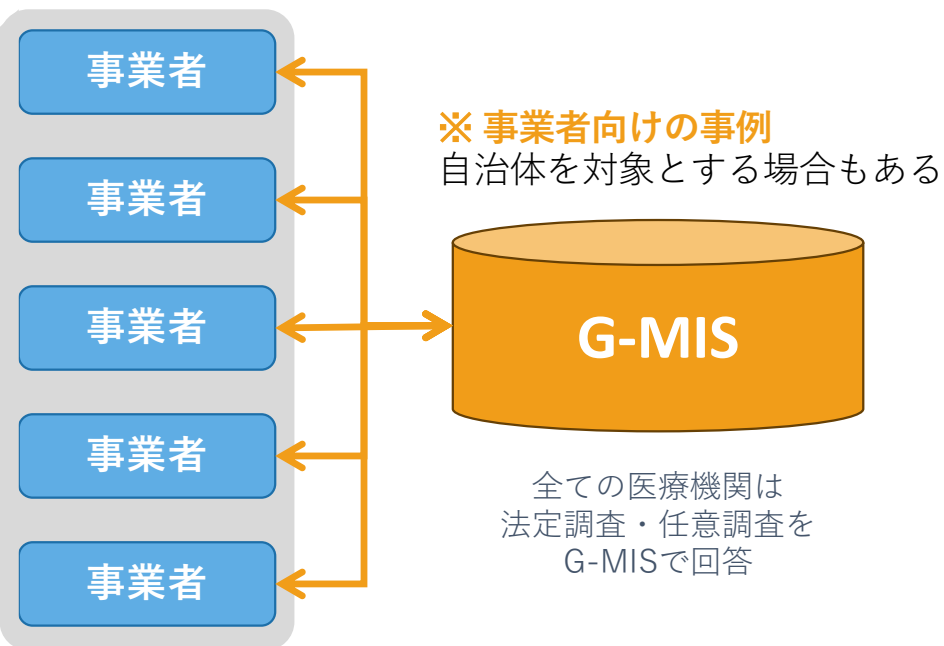 事業者
事業者
事業者
事業者
事業者
※ 事業者向けの事例
自治体を対象とする場合もある
G-MIS
全ての医療機関は
法定調査・任意調査を
G-MISで回答